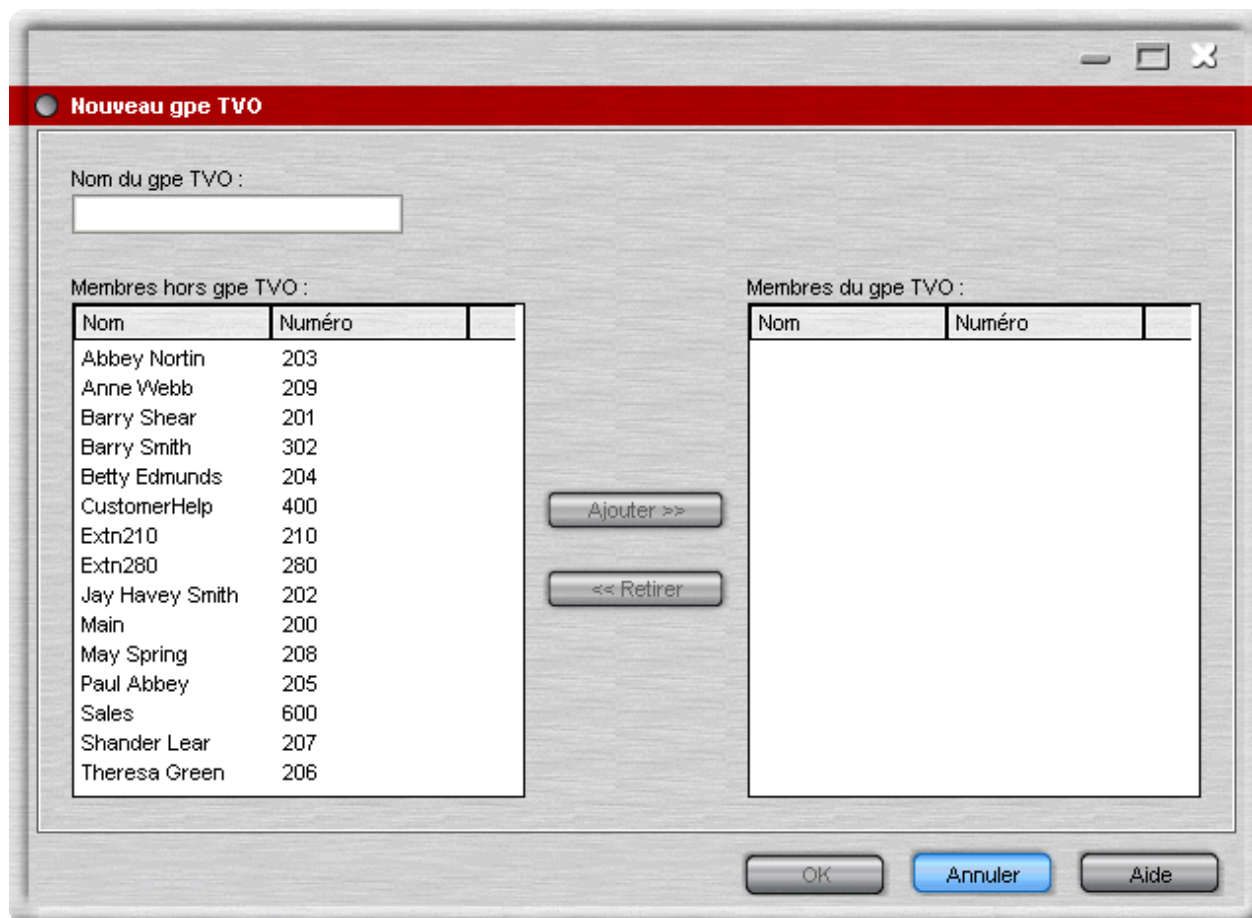 Nouveau gpe TVO
Nom du gpe TVO :
Membres hors gpe TVO :
Nom Numéro
Abbey Nortin 203
Anne Webb 209
Barry Shear 201
Barry Smith 302
Betty Edmunds 204
CustomerHelp 400
Extn210 210
Extn280 280
Jay Havey Smith 202
Main 200
May Spring 208
Paul Abbey 205
Sales 600
Shander Lear 207
Theresa Green 206
Ajouter >>
<< Retirer
Membres du gpe TVO :
Nom Numéro
OK Annuler Aide